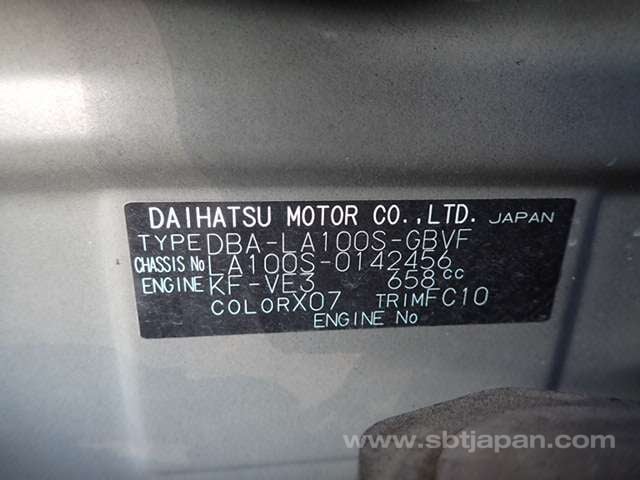 DAIHATSU MOTOR CO.,LTD. JAPAN
TYPE DBA-LA100S-GBVF
CHASSIS No LA100S-0142456
ENGINE KF-VE3 658cc
COLOR X07 TRIM FC10
ENGINE No
www.sbtjapan.com